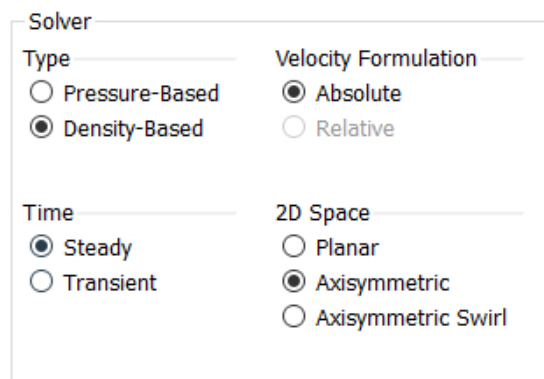 Solver
Type
Pressure-Based
Density-Based
Velocity Formulation
Absolute
Relative
Time
Steady
Transient
2D Space
Planar
Axisymmetric
Axisymmetric Swirl